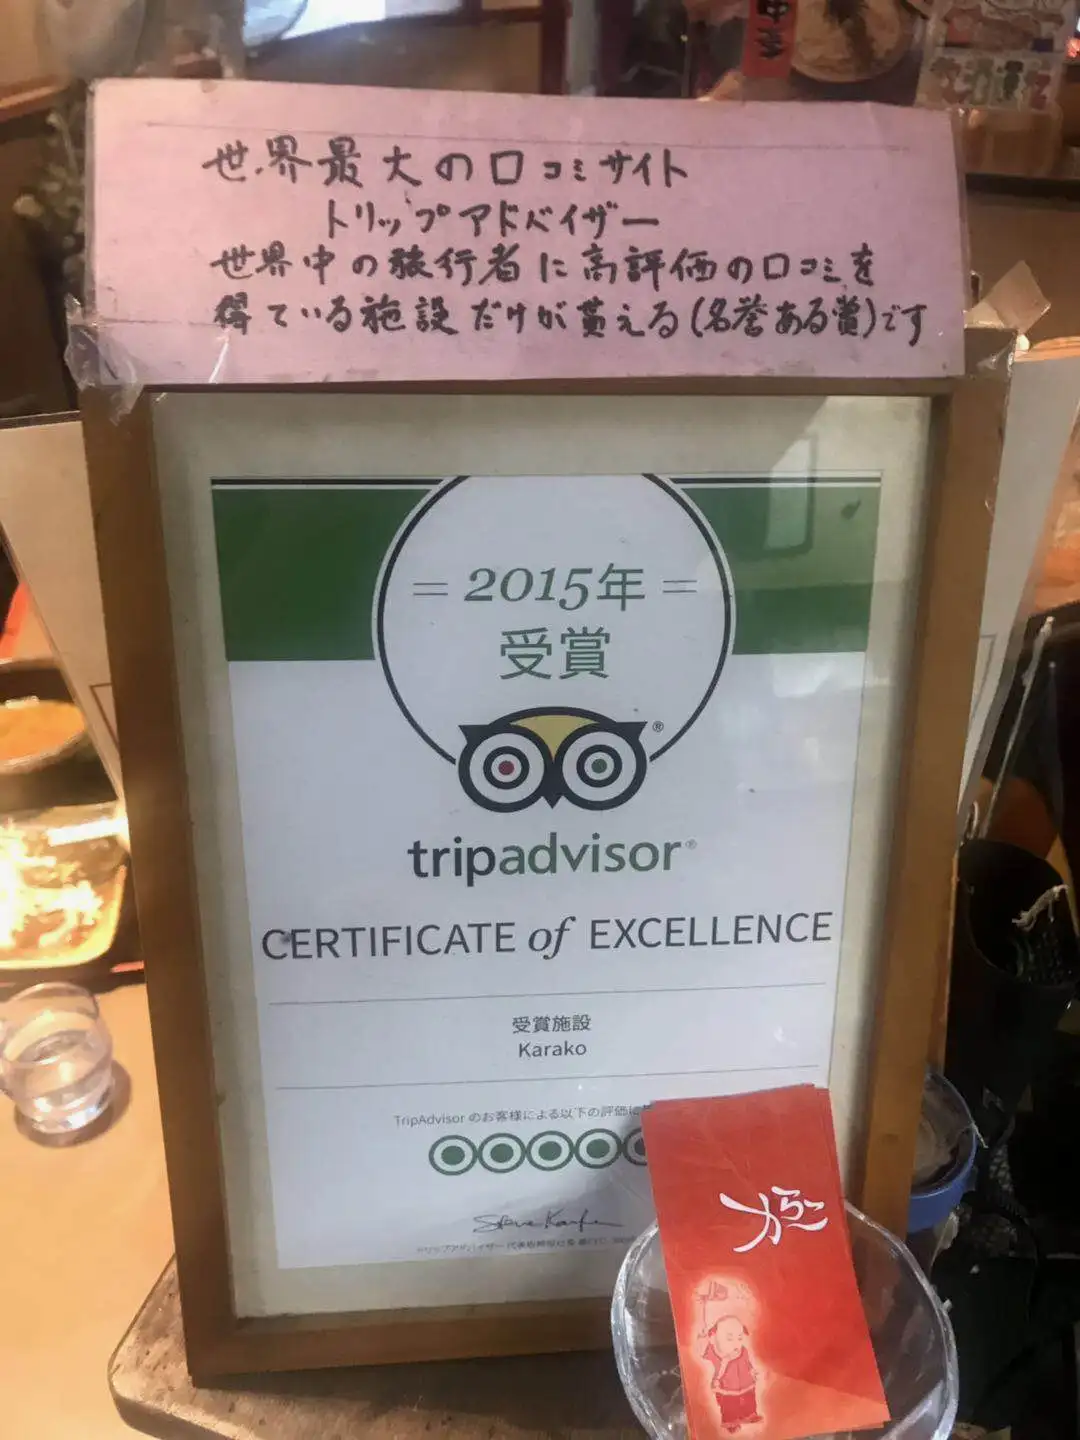 世界最大の口コミサイト
トリップアドバイザー
世界中の旅行者に高評価の口コミを
得ている施設だけが貰える(名誉ある賞)です
2015年
受賞
tripadvisor®
CERTIFICATE of EXCELLENCE
受賞施設
Karako
TripAdvisor のお客様による以下の評価に
からこ